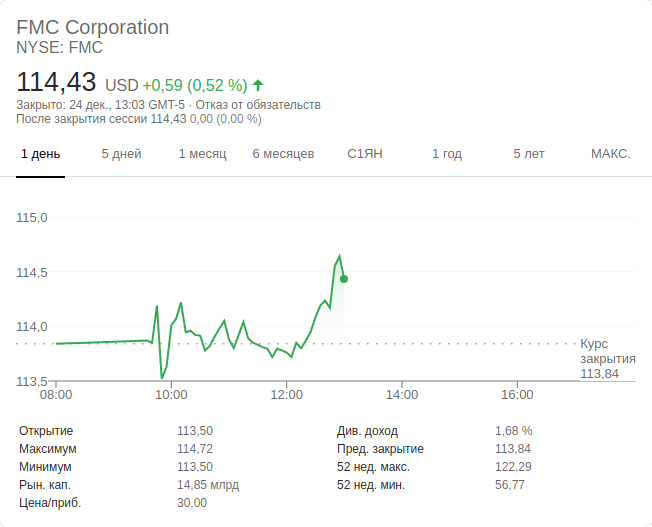 FMC Corporation
NYSE: FMC
114,43 USD +0,59 (0,52 %)
Закрыто: 24 дек., 13:03 GMT-5 · Отказ от обязательств
После закрытия сессии 114,43 0,00 (0,00 %)
1 день 5 дней 1 месяц 6 месяцев С1ЯН 1 год 5 лет МАКС.
115,0
114,5
114,0
Курс закрытия 113,84
113,5
08:00 10:00 12:00 14:00 16:00
Открытие 113,50 Див. доход 1,68 %
Максимум 114,72 Пред. закрытие 113,84
Минимум 113,50 52 нед. макс. 122,29
Рын. кап. 14,85 млрд 52 нед. мин. 56,77
Цена/приб. 30,00